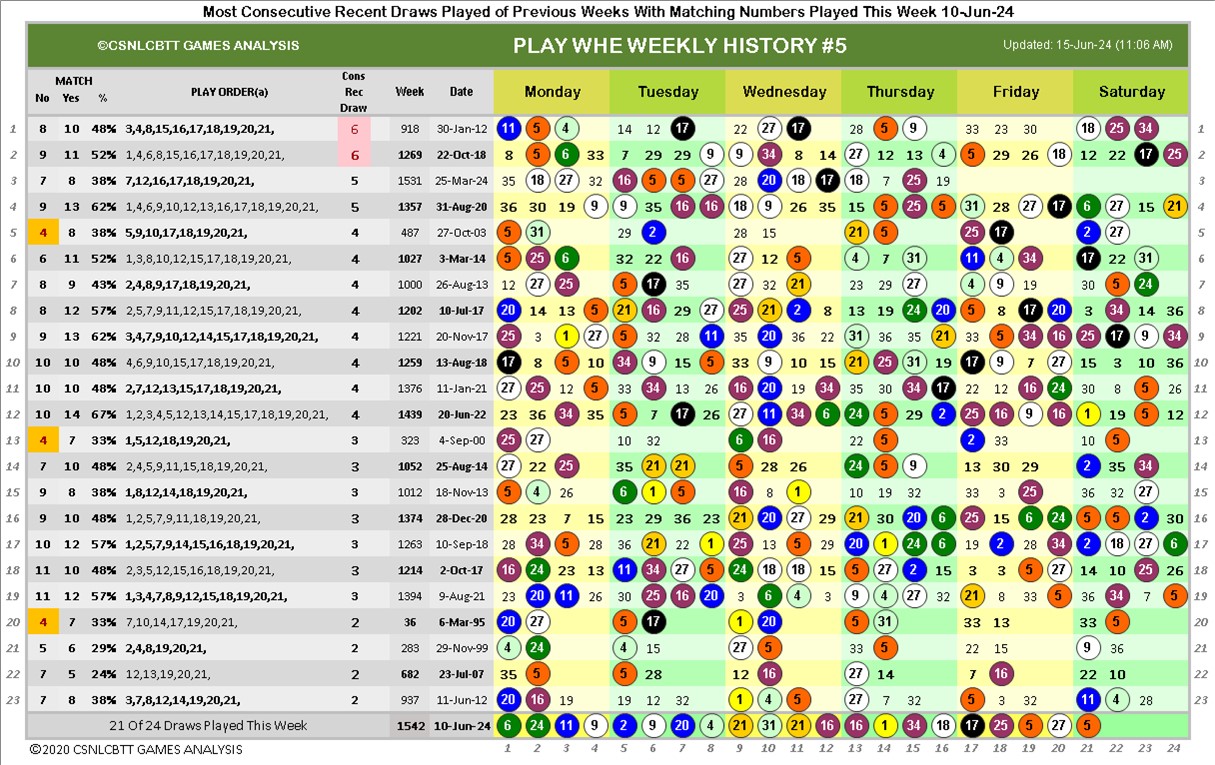 Most Consecutive Recent Draws Played of Previous Weeks With Matching Numbers Played This Week 10-Jun-24
©CSNLCBTT GAMES ANALYSIS PLAY WHE WEEKLY HISTORY #5 Updated: 15-Jun-24 (11:06 AM)
MATCH
No Yes % PLAY ORDER(a) Cons Rec Draw Week Date Monday Tuesday Wednesday Thursday Friday Saturday
1 8 10 48% 3,4,8,15,16,17,18,19,20,21, 6 918 30-Jan-12 11 5 4 14 12 17 22 27 11 28 5 9 33 23 30 18 25 34 1
2 9 11 52% 1,4,6,8,15,16,17,18,19,20,21, 6 1269 22-Oct-18 8 5 6 33 7 29 29 9 9 34 8 14 27 12 13 4 5 29 26 18 12 22 17 25 2
3 7 38% 7,12,16,17,18,19,20,21, 5 1531 25-Mar-24 35 18 27 32 16 5 5 27 28 20 18 17 18 7 25 19 3
4 9 13 62% 1,4,6,9,10,12,13,16,17,18,19,20,21, 5 1357 31-Aug-20 36 30 19 9 9 35 16 16 18 9 26 35 15 5 25 5 31 28 27 17 6 27 15 21 4
5 4 8 38% 5,9,10,17,18,19,20,21, 4 487 27-Oct-03 5 31 29 2 28 15 21 5 25 17 2 27 5
6 6 11 52% 1,3,8,10,12,15,17,18,19,20,21, 4 1027 3-Mar-14 5 25 6 32 22 16 27 12 5 4 7 31 11 4 34 17 22 31 6
7 8 9 43% 2,4,8,9,17,18,19,20,21, 4 1000 26-Aug-13 12 27 25 5 17 35 27 32 21 23 29 27 4 9 19 30 5 24 7
8 12 57% 2,5,7,9,11,12,15,17,18,19,20,21, 4 1202 10-Jul-17 20 14 13 5 21 16 29 27 25 21 2 8 13 19 24 20 5 8 17 20 3 34 14 36 8
9 13 62% 3,4,7,9,10,12,14,15,17,18,19,20,21, 4 1221 20-Nov-17 25 3 1 27 5 33 28 11 35 20 36 22 31 36 35 21 33 5 34 16 25 17 9 34 9
10 10 10 48% 4,6,9,10,15,17,18,19,20,21, 4 1259 13-Aug-18 17 8 5 10 34 9 15 5 33 9 10 15 21 25 31 19 17 9 7 27 15 3 10 36 10
11 10 10 48% 2,7,12,13,15,17,18,19,20,21, 4 1376 11-Jan-21 27 25 12 5 33 34 13 26 16 20 19 34 35 30 34 17 22 12 16 24 30 8 5 26 11
12 10 14 67% 1,2,3,4,5,12,13,14,15,17,18,19,20,21, 4 1439 20-Jun-22 23 36 34 35 5 7 17 26 27 11 34 6 24 5 29 2 25 16 9 16 1 19 5 12 12
13 4 7 33% 1,5,12,18,19,20,21, 3 323 4-Sep-00 25 27 10 32 6 16 22 5 2 33 10 5 13
14 7 10 48% 2,4,5,9,11,15,18,19,20,21, 3 1052 25-Aug-14 27 22 25 35 21 21 5 28 26 24 5 9 13 30 29 2 35 34 14
15 9 8 38% 1,8,12,14,18,19,20,21, 3 1012 18-Nov-13 5 4 26 6 1 5 16 8 1 10 19 32 33 3 25 36 32 27 15
16 9 10 48% 1,2,5,7,9,11,18,19,20,21, 3 1374 28-Dec-20 28 23 7 15 23 29 36 23 21 20 27 29 21 30 20 6 25 15 6 24 5 5 2 30 16
17 10 12 57% 1,2,5,7,9,14,15,16,18,19,20,21, 3 1263 10-Sep-18 28 34 5 28 36 21 22 1 25 13 5 29 20 1 24 6 19 2 28 34 2 18 27 6 17
18 11 10 48% 2,3,5,12,15,16,18,19,20,21, 3 1214 2-Oct-17 16 24 23 13 11 34 27 5 24 18 18 15 5 27 2 15 3 3 5 27 14 10 25 26 18
19 11 12 57% 1,3,4,7,8,9,12,15,18,19,20,21, 3 1394 9-Aug-21 23 20 11 26 30 25 16 20 3 6 4 3 9 4 27 32 21 8 33 5 22 34 7 5 19
20 4 7 33% 7,10,14,17,19,20,21, 2 36 6-Mar-95 20 27 5 17 1 20 5 31 33 13 33 5 20
21 5 6 29% 2,4,8,19,20,21, 2 283 29-Nov-99 4 24 4 15 27 5 33 5 22 15 9 36 21
22 7 5 24% 12,13,19,20,21, 2 682 23-Jul-07 35 5 5 28 12 16 27 14 7 16 22 10 22
23 7 8 38% 3,7,8,12,14,19,20,21, 2 937 11-Jun-12 20 16 19 19 12 12 1 4 5 27 7 32 5 3 32 11 4 28 23
21 Of 24 Draws Played This Week 1542 10-Jun-24 6 24 11 9 2 9 20 4 21 31 21 16 16 1 34 18 17 25 5 27 5
©2020 CSNLCBTT GAMES ANALYSIS 1 2 3 4 5 6 7 8 9 10 11 12 13 14 15 16 17 18 19 20 21 22 23 24